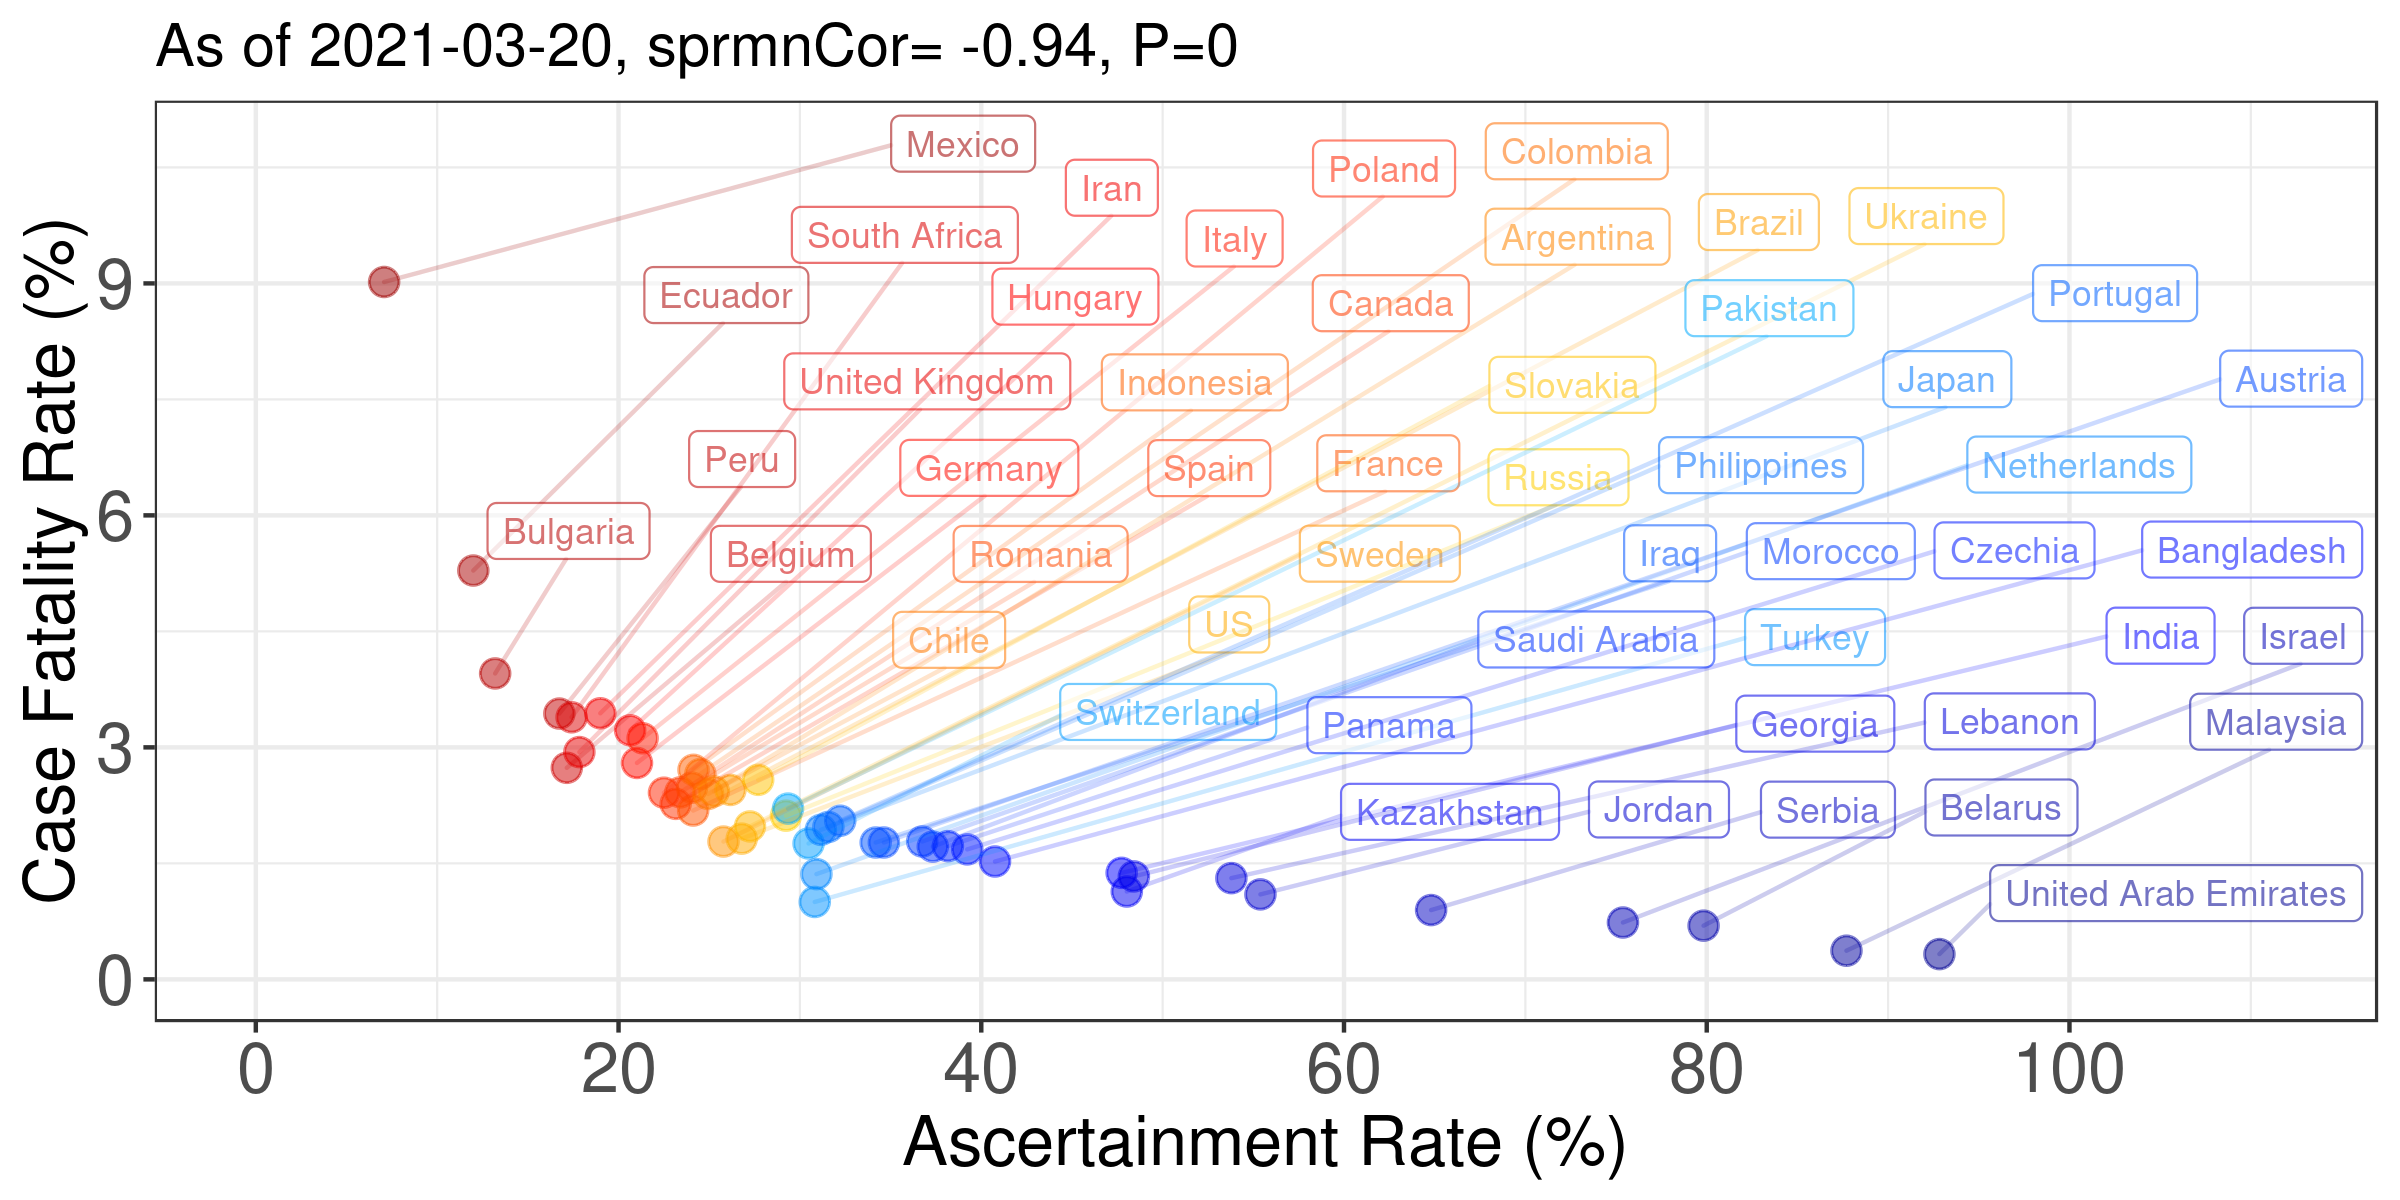 As of 2021-03-20, sprmnCor= -0.94, P=0
Case Fatality Rate (%)
9
6
3
0
Mexico
Iran
Poland
Colombia
South Africa
Italy
Argentina
Brazil
Ukraine
Ecuador
Hungary
Canada
Pakistan
Portugal
United Kingdom
Indonesia
Slovakia
Japan
Austria
Peru
Germany
Spain
France
Russia
Philippines
Netherlands
Bulgaria
Belgium
Romania
Sweden
Iraq
Morocco
Czechia
Bangladesh
Chile
US
Saudi Arabia
Turkey
India
Israel
Switzerland
Panama
Georgia
Lebanon
Malaysia
Kazakhstan
Jordan
Serbia
Belarus
United Arab Emirates
0
20
40
60
80
100
Ascertainment Rate (%)